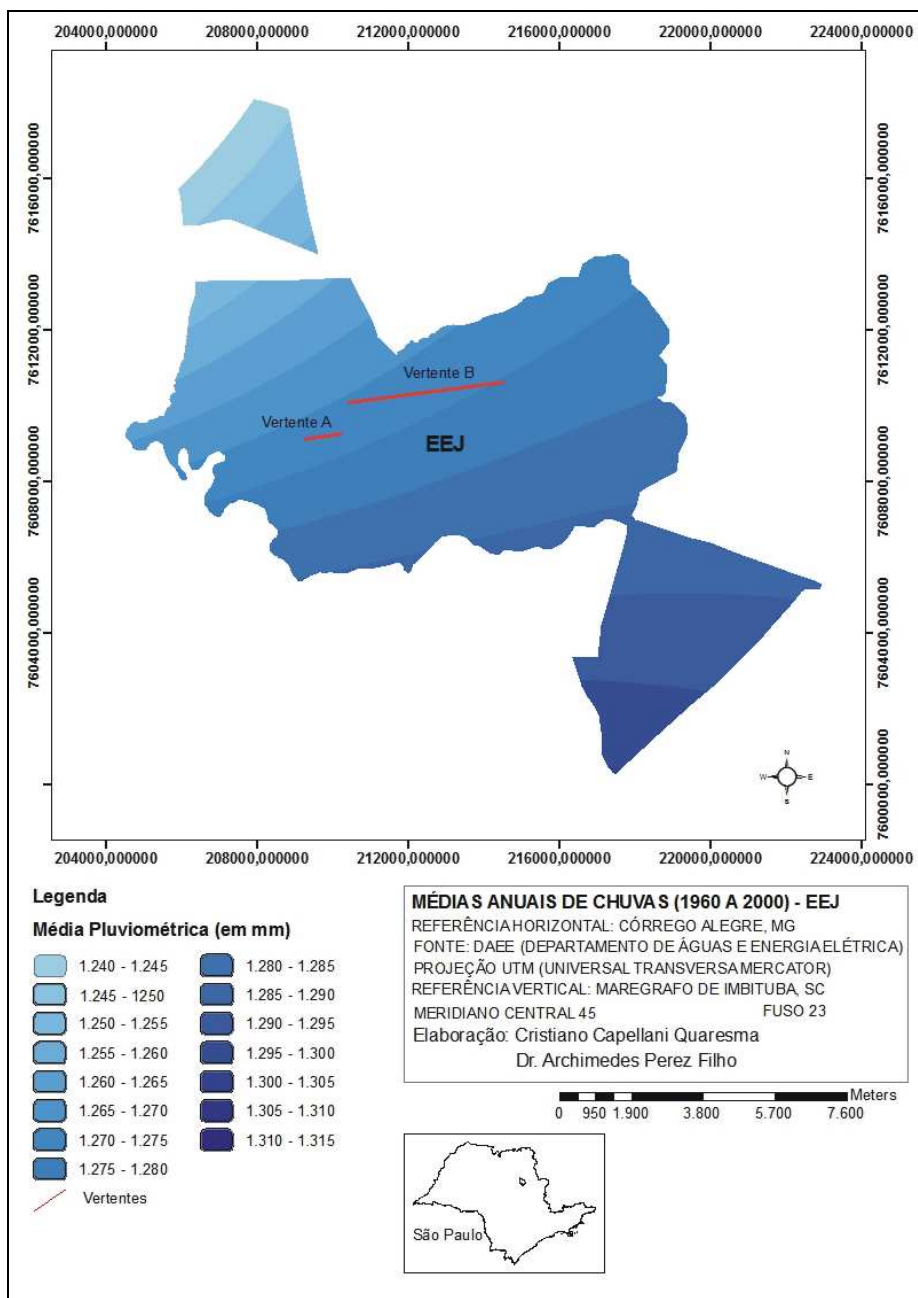 204000,000000 208000,000000 212000,000000 216000,000000 220000,000000 224000,000000
7616000,000000
7612000,000000
7608000,000000
7604000,000000
7600000,000000
7616000,000000
7612000,000000
7608000,000000
7604000,000000
7600000,000000
Vertente B
Vertente A
EEJ
N
W E
S
204000,000000 208000,000000 212000,000000 216000,000000 220000,000000 224000,000000
Legenda
Média Pluviométrica (em mm)
1.240 - 1.245
1.245 - 1250
1.250 - 1.255
1.255 - 1.260
1.260 - 1.265
1.265 - 1.270
1.270 - 1.275
1.275 - 1.280
1.280 - 1.285
1.285 - 1.290
1.290 - 1.295
1.295 - 1.300
1.300 - 1.305
1.305 - 1.310
1.310 - 1.315
Vertentes
MÉDIAS ANUAIS DE CHUVAS (1960 A 2000) - EEJ
REFERÊNCIA HORIZONTAL: CÓRREGO ALEGRE, MG
FONTE: DAEE (DEPARTAMENTO DE ÁGUAS E ENERGIA ELÉTRICA)
PROJEÇÃO UTM (UNIVERSAL TRANSVERSA MERCATOR)
REFERÊNCIA VERTICAL: MAREGRAFO DE IMBITUBA, SC
MERIDIANO CENTRAL 45 FUSO 23
Elaboração: Cristiano Capellani Quaresma
Dr. Archimedes Perez Filho
Meters
0 950 1.900 3.800 5.700 7.600
São Paulo